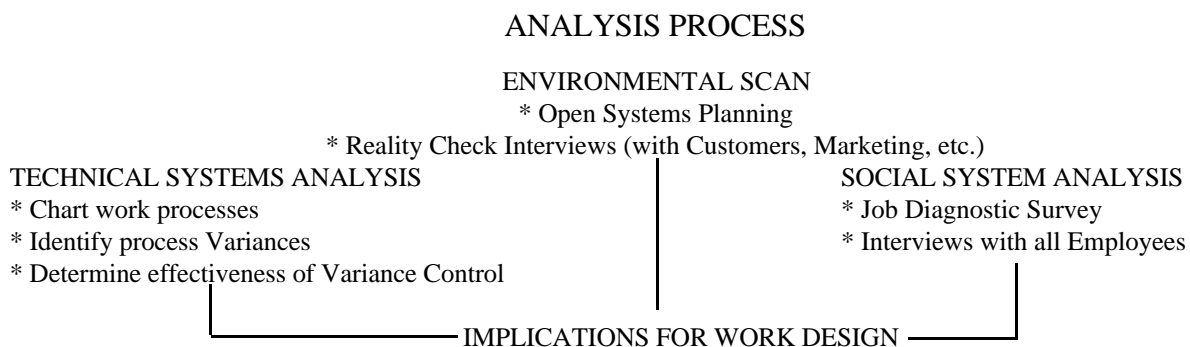 ANALYSIS PROCESS
ENVIRONMENTAL SCAN
* Open Systems Planning
* Reality Check Interviews (with Customers, Marketing, etc.)
TECHNICAL SYSTEMS ANALYSIS
* Chart work processes
* Identify process Variances
* Determine effectiveness of Variance Control
SOCIAL SYSTEM ANALYSIS
* Job Diagnostic Survey
* Interviews with all Employees
IMPLICATIONS FOR WORK DESIGN